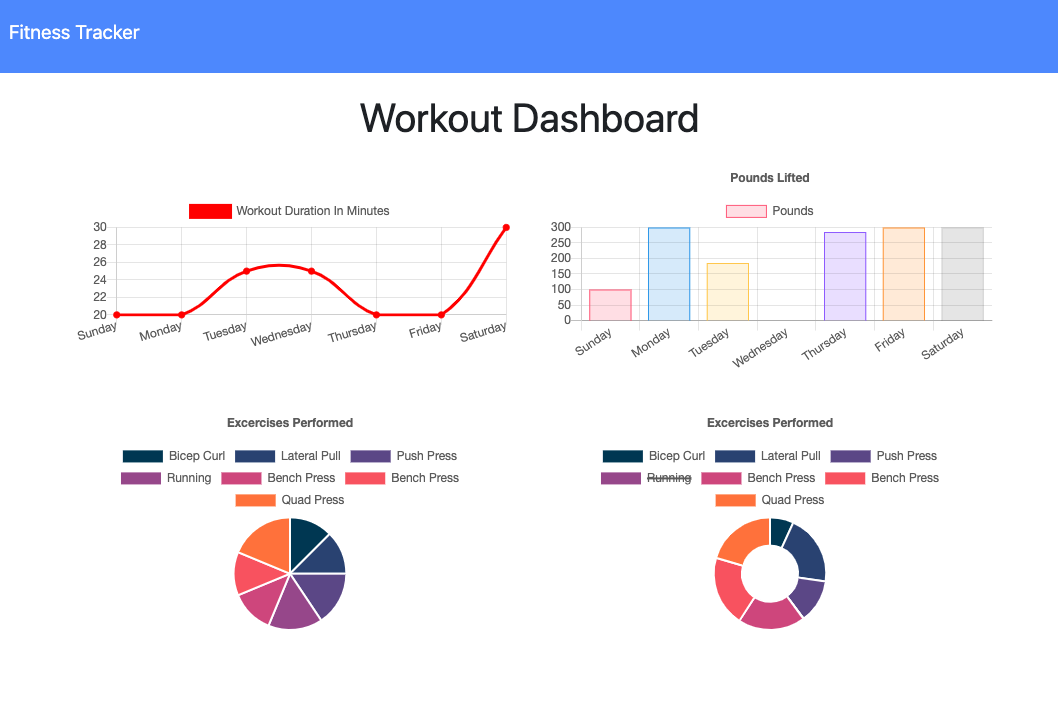 Fitness Tracker
Workout Dashboard
Workout Duration In Minutes
30
28
26
24
22
20
Sunday Monday Tuesday Wednesday Thursday Friday Saturday
Pounds Lifted
Pounds
300
250
200
150
100
50
0
Sunday Monday Tuesday Wednesday Thursday Friday Saturday
Excercises Performed
Bicep Curl Lateral Pull Push Press
Running Bench Press Bench Press
Quad Press
Excercises Performed
Bicep Curl Lateral Pull Push Press
Running Bench Press Bench Press
Quad Press